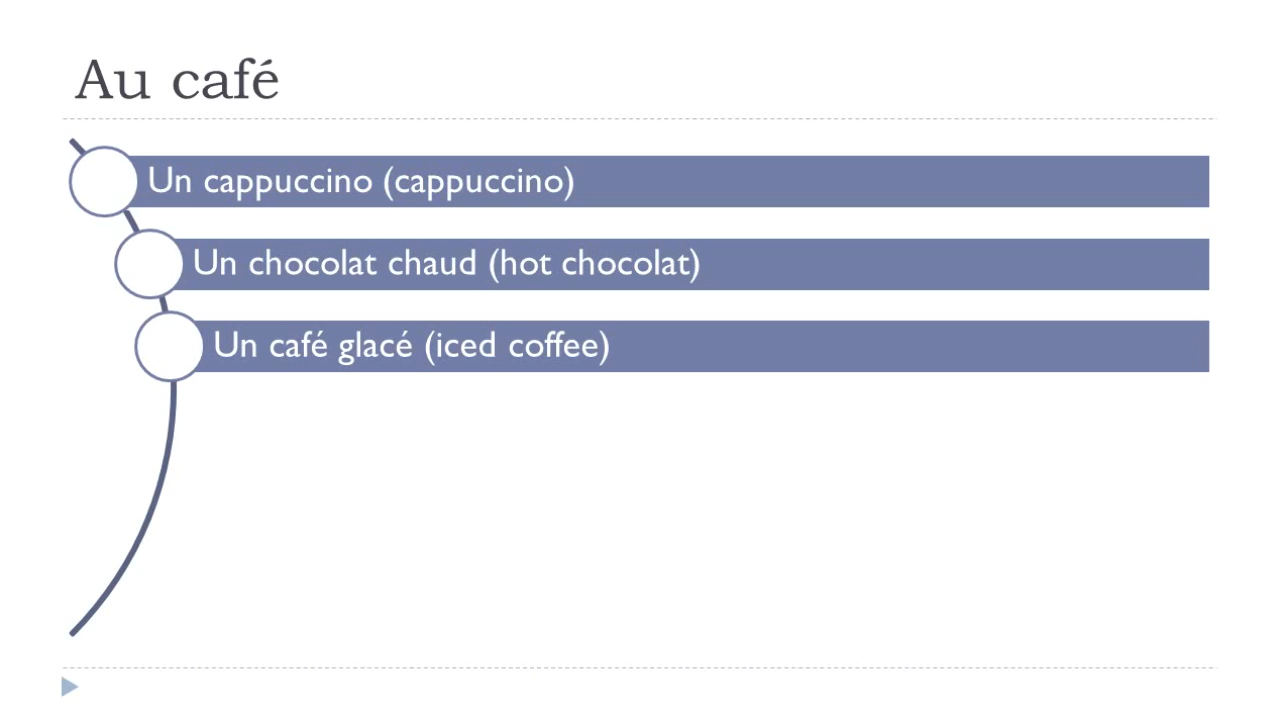 Au café
Un cappuccino (cappuccino)
Un chocolat chaud (hot chocolat)
Un café glacé (iced coffee)